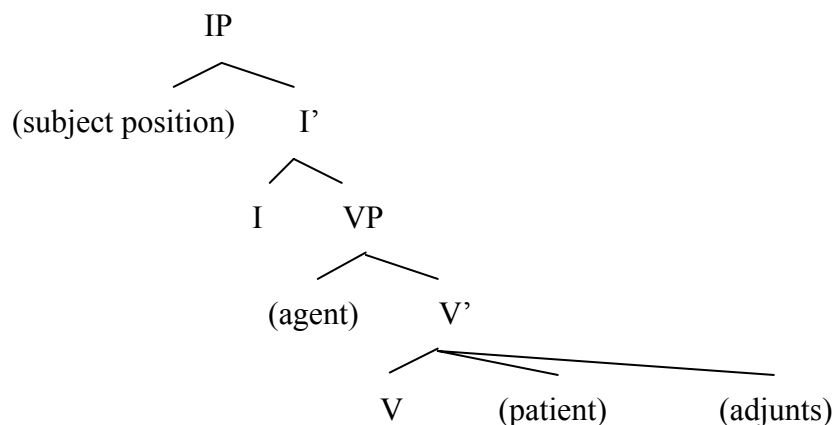 IP
(subject position) I’
I VP
(agent) V’
V (patient) (adjunts)